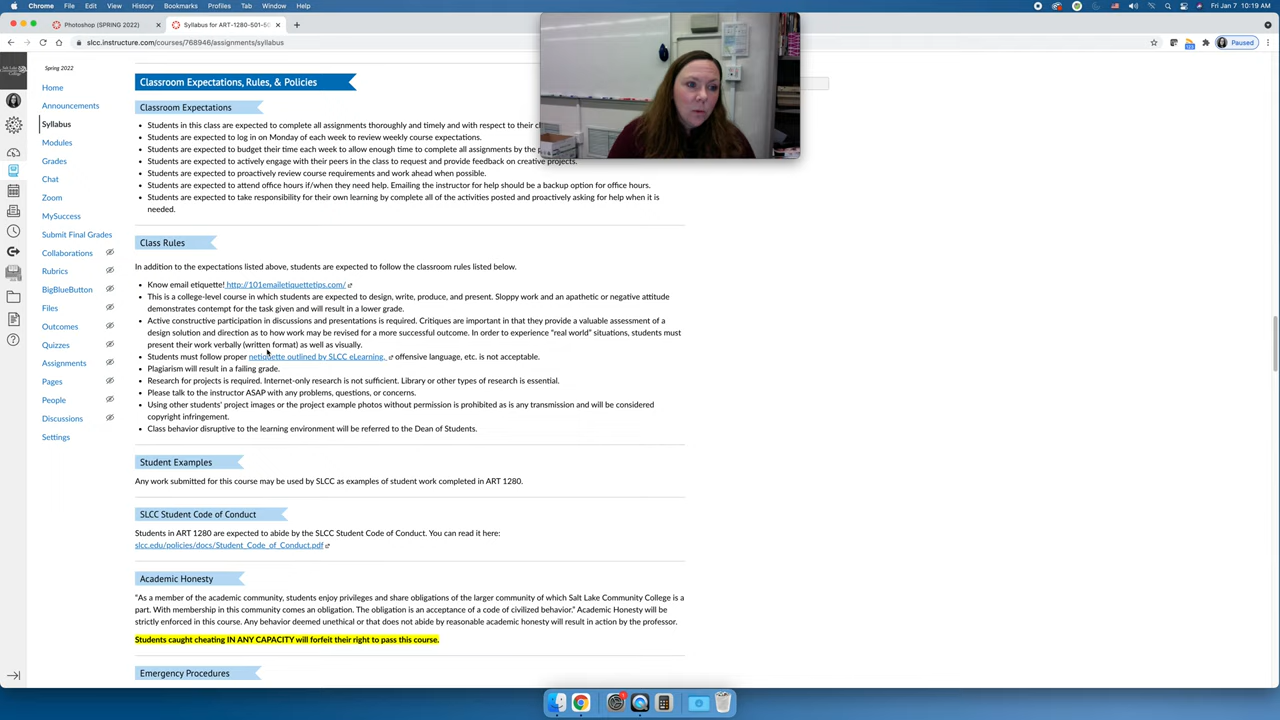 Chrome File Edit View History Bookmarks Profiles Tab Window Help
Fri Jan 7 10:19 AM
Photoshop (SPRING 2022)
Syllabus for ART-1280-501-50
slcc.instructure.com/courses/768946/assignments/syllabus
Paused
Spring 2022
Home
Announcements
Syllabus
Modules
Grades
Chat
Zoom
MySuccess
Submit Final Grades
Collaborations
Rubrics
BigBlueButton
Files
Outcomes
Quizzes
Assignments
Pages
People
Discussions
Settings
Classroom Expectations, Rules, & Policies
Classroom Expectations
Students in this class are expected to complete all assignments thoroughly and timely and with respect to their
Students are expected to log in on Monday of each week to review weekly course expectations.
Students are expected to budget their time each week to allow enough time to complete all assignments by the
Students are expected to actively engage with their peers in the class to request and provide feedback on creative projects.
Students are expected to proactively review course requirements and work ahead when possible.
Students are expected to attend office hours if/when they need help. Emailing the instructor for help should be a backup option for office hours.
Students are expected to take responsibility for their own learning by complete all of the activities posted and proactively asking for help when it is
needed.
Class Rules
In addition to the expectations listed above, students are expected to follow the classroom rules listed below.
Know email etiquette! http://101emailetiquettetips.com/
This is a college-level course in which students are expected to design, write, produce, and present. Sloppy work and an apathetic or negative attitude
demonstrates contempt for the task given and will result in a lower grade.
Active constructive participation in discussions and presentations is required. Critiques are important in that they provide a valuable assessment of a
design solution and direction as to how work may be revised for a more successful outcome. In order to experience "real world" situations, students must
present their work verbally (written format) as well as visually.
Students must follow proper netiquette outlined by SLCC eLearning, offensive language, etc. is not acceptable.
Plagiarism will result in a failing grade.
Research for projects is required. Internet-only research is not sufficient. Library or other types of research is essential.
Please talk to the instructor ASAP with any problems, questions, or concerns.
Using other students' project images or the project example photos without permission is prohibited as is any transmission and will be considered
copyright infringement.
Class behavior disruptive to the learning environment will be referred to the Dean of Students.
Student Examples
Any work submitted for this course may be used by SLCC as examples of student work completed in ART 1280.
SLCC Student Code of Conduct
Students in ART 1280 are expected to abide by the SLCC Student Code of Conduct. You can read it here:
slcc.edu/policies/docs/Student_Code_of_Conduct.pdf
Academic Honesty
"As a member of the academic community, students enjoy privileges and share obligations of the larger community of which Salt Lake Community College is a
part. With membership in this community comes an obligation. The obligation is an acceptance of a code of civilized behavior." Academic Honesty will be
strictly enforced in this course. Any behavior deemed unethical or that does not abide by reasonable academic honesty will result in action by the professor.
Students caught cheating IN ANY CAPACITY will forfeit their right to pass this course.
Emergency Procedures